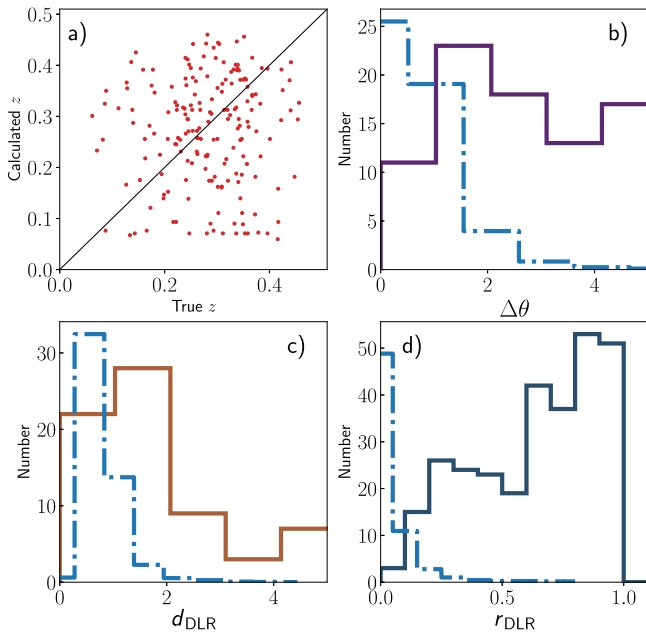 a)
Calculated z
0.5
0.4
0.3
0.2
0.1
0.0
0.0 0.2 0.4
True z
b)
Number
25
20
15
10
5
0
0 2 4
Δθ
c)
Number
30
20
10
0
0 2 4
d_DLR
d)
Number
50
40
30
20
10
0
0.0 0.5 1.0
r_DLR